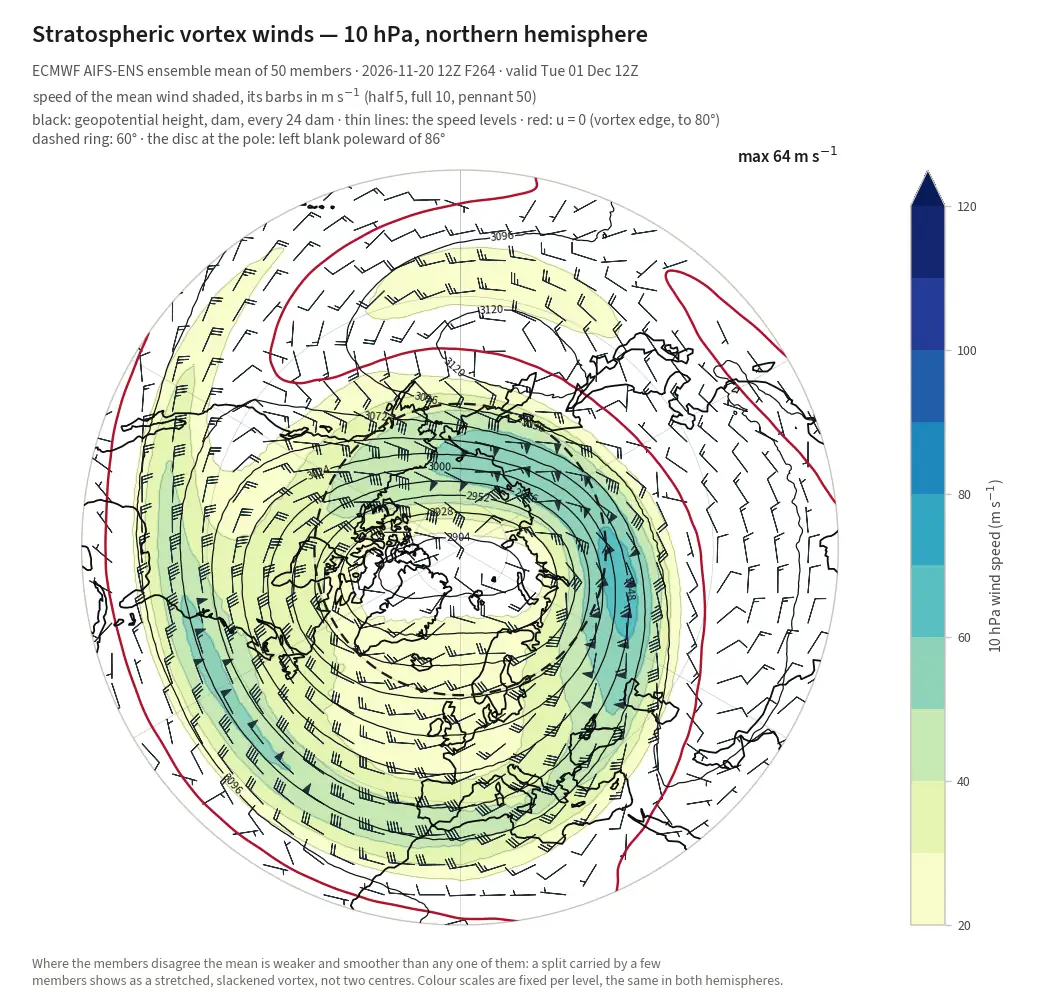 Stratospheric vortex winds — 10 hPa, northern hemisphere
ECMWF AIFS-ENS ensemble mean of 50 members · 2026-11-20 12Z F264 · valid Tue 01 Dec 12Z
speed of the mean wind shaded, its barbs in m s⁻¹ (half 5, full 10, pennant 50)
black: geopotential height, dam, every 24 dam · thin lines: the speed levels · red: u = 0 (vortex edge, to 80°)
dashed ring: 60° · the disc at the pole: left blank poleward of 86°
max 64 m s⁻¹
120
100
80
60
40
20
10 hPa wind speed (m s⁻¹)
3096
3120
3120
3072
3000
2952
2928
2904
3096
Where the members disagree the mean is weaker and smoother than any one of them: a split carried by a few
members shows as a stretched, slackened vortex, not two centres. Colour scales are fixed per level, the same in both hemispheres.